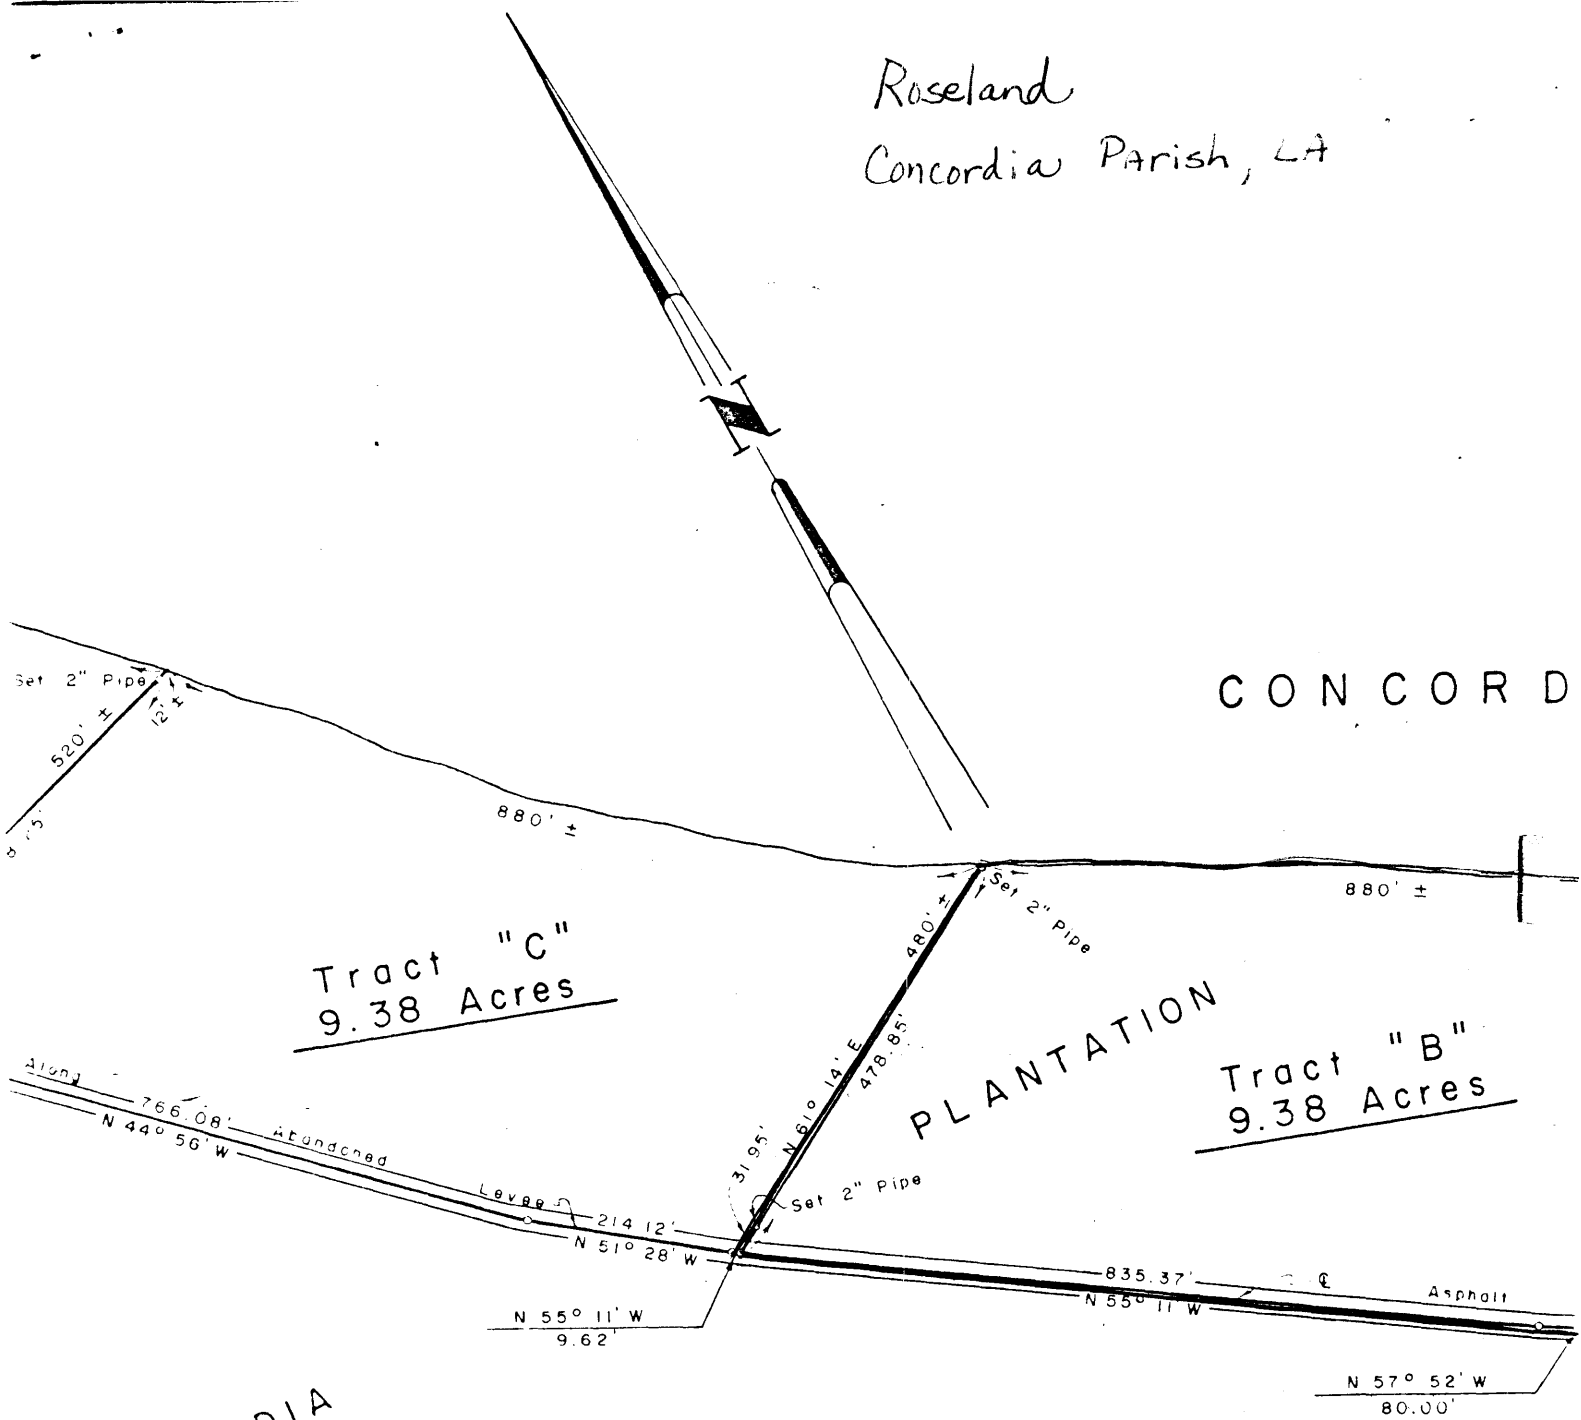 Roseland
Concordia Parish, LA
N
CONCORD
Set 2" Pipe
12' ±
520' ±
880' ±
Set 2" Pipe
880' ±
480' ±
Tract "C"
9.38 Acres
N 61° 14' E
478.85'
PLANTATION
Tract "B"
9.38 Acres
Along
766.08'
Abandoned
N 44° 56' W
Levee
214.12'
N 51° 28' W
31.95'
Set 2" Pipe
835.37'
℄
Asphalt
N 55° 11' W
N 55° 11' W
9.62'
N 57° 52' W
80.00'
DIA